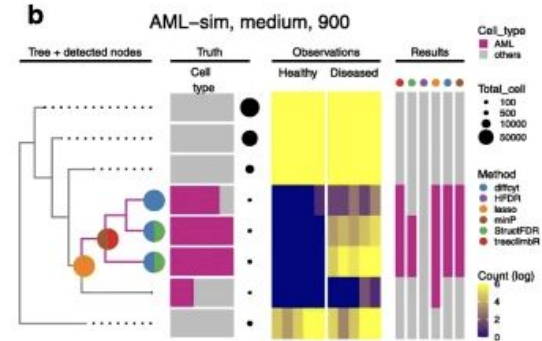 b
AML-sim, medium, 900
Tree + detected nodes
Truth
Observations
Results
Cell
type
Healthy
Diseased
Cell_type
AML
others
Total_cell
100
500
10000
50000
Method
diffcyt
HFDR
lasso
minP
StructFDR
treeclimbR
Count (log)
6
4
2
0